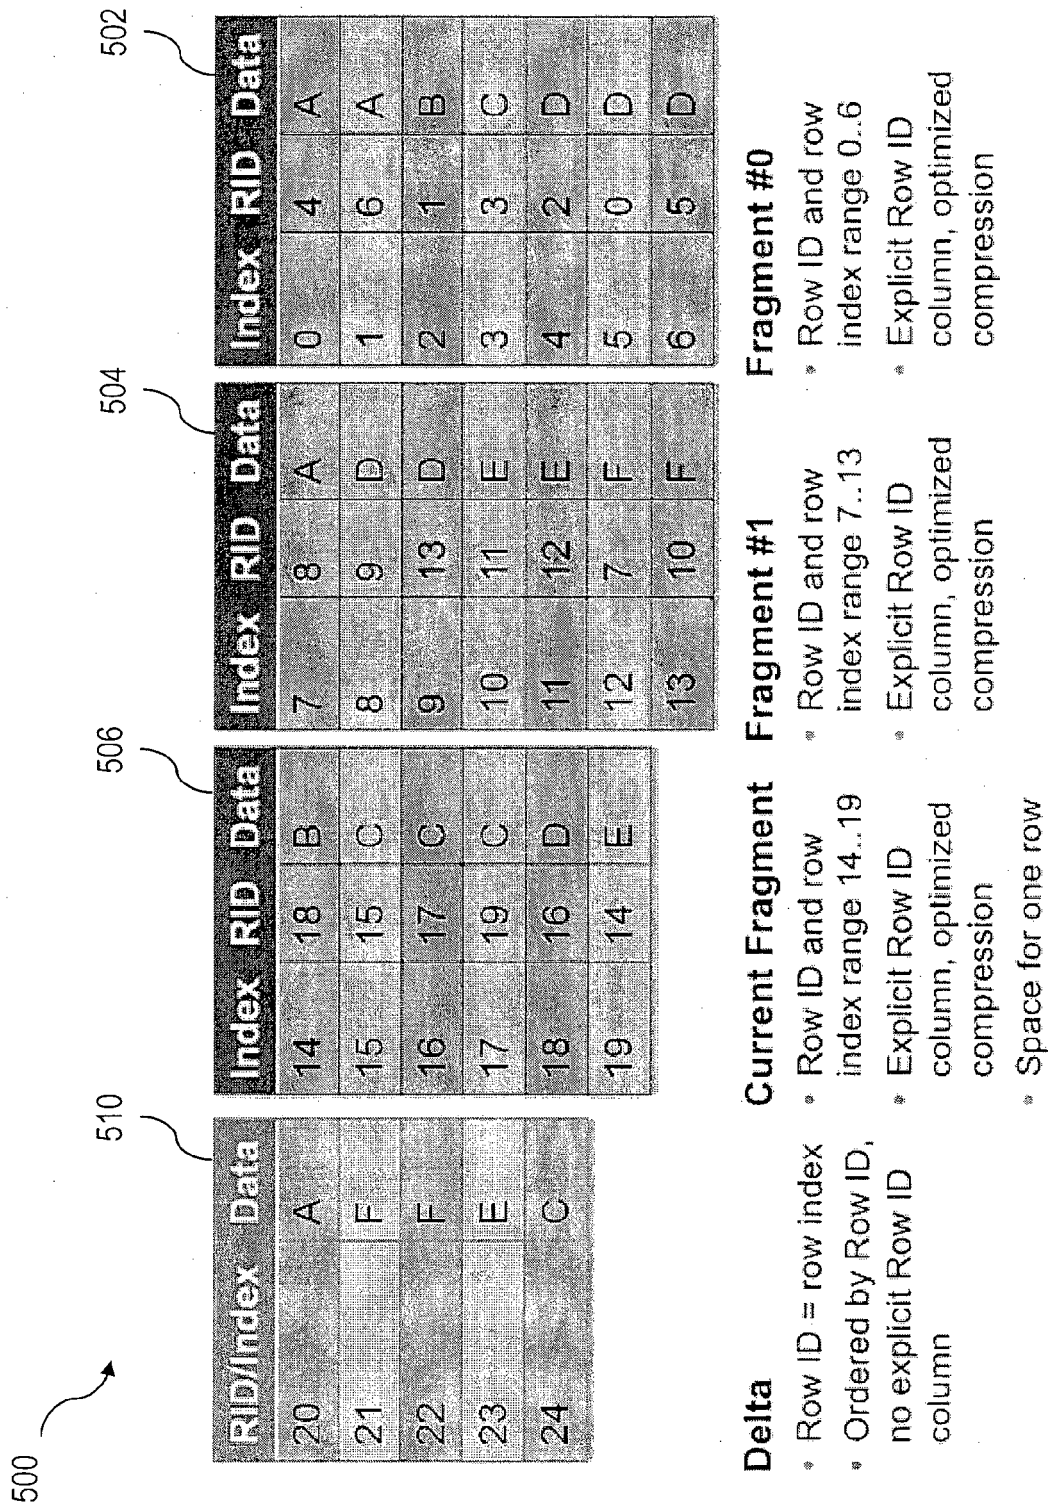 500
510
506
504
502
RID/Index Data
20 A
21 F
22 F
23 E
24 C
Index RID Data
14 18 B
15 15 C
16 17 C
17 19 C
18 16 D
19 14 E
Index RID Data
7 8 A
8 9 D
9 13 D
10 11 E
11 12 E
12 7 F
13 10 F
Index RID Data
0 4 A
1 6 A
2 1 B
3 3 C
4 2 D
5 0 D
6 5 D
Delta
• Row ID = row index
• Ordered by Row ID,
no explicit Row ID
column
Current Fragment
• Row ID and row
index range 14..19
• Explicit Row ID
column, optimized
compression
• Space for one row
Fragment #1
• Row ID and row
index range 7..13
• Explicit Row ID
column, optimized
compression
Fragment #0
• Row ID and row
index range 0..6
• Explicit Row ID
column, optimized
compression